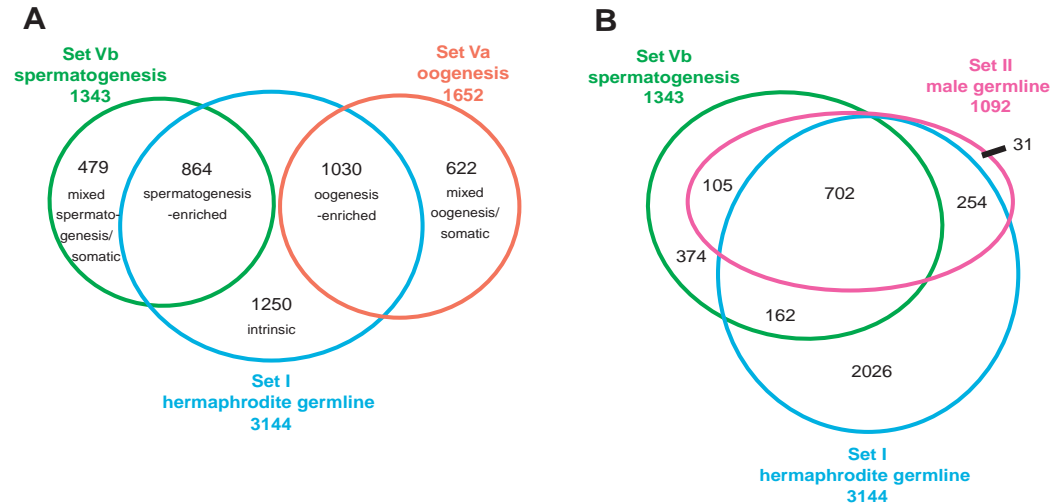 A
Set Vb
spermatogenesis
1343
Set Va
oogenesis
1652
479
mixed
spermato-
genesis/
somatic
864
spermatogenesis
-enriched
1030
oogenesis
-enriched
622
mixed
oogenesis/
somatic
1250
intrinsic
Set I
hermaphrodite germline
3144
B
Set Vb
spermatogenesis
1343
Set II
male germline
1092
31
105
702
254
374
162
2026
Set I
hermaphrodite germline
3144